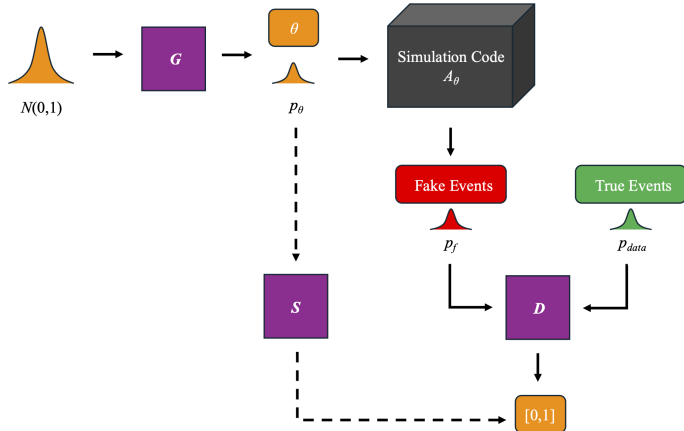 θ
G
Simulation Code
A_θ
N(0,1)
p_θ
Fake Events
True Events
p_f
p_data
S
D
[0,1]